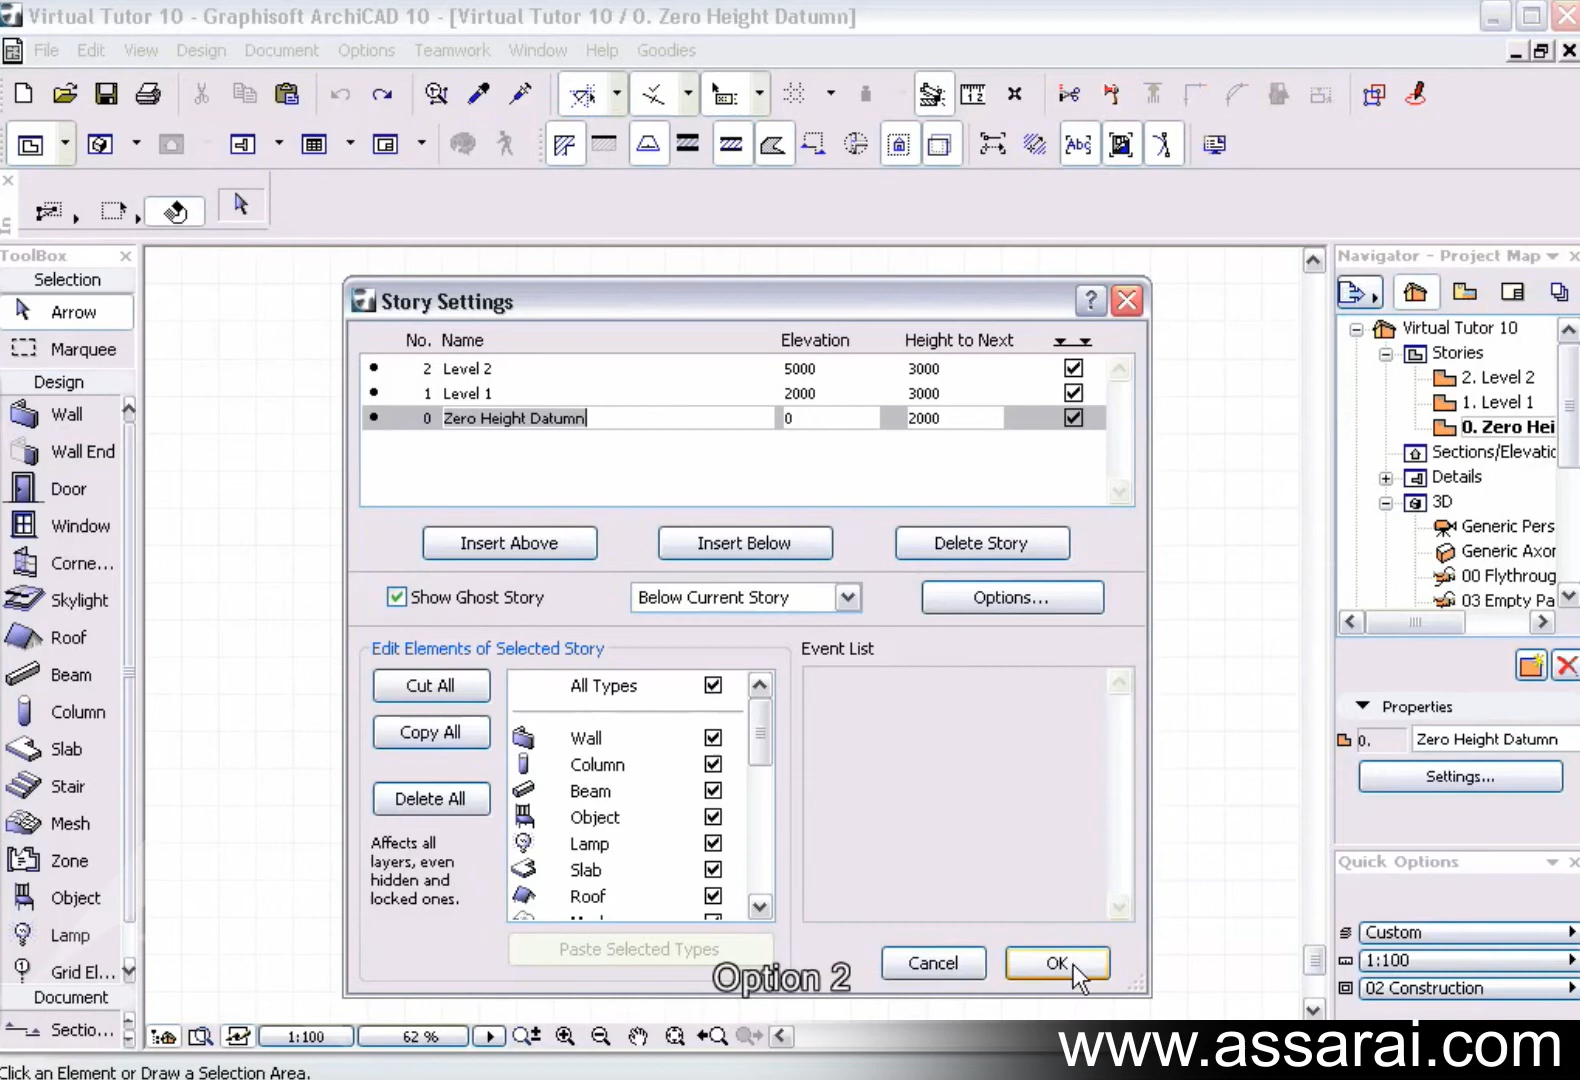 Virtual Tutor 10 - Graphisoft ArchiCAD 10 - [Virtual Tutor 10 / 0. Zero Height Datumn]
File Edit View Design Document Options Teamwork Window Help Goodies
ToolBox
Selection
Arrow
Marquee
Design
Wall
Wall End
Door
Window
Corne...
Skylight
Roof
Beam
Column
Slab
Stair
Mesh
Zone
Object
Lamp
Grid El...
Document
Sectio...
Story Settings
No. Name Elevation Height to Next
2 Level 2 5000 3000
1 Level 1 2000 3000
0 Zero Height Datumn 0 2000
Insert Above Insert Below Delete Story
Show Ghost Story Below Current Story Options...
Edit Elements of Selected Story
Event List
Cut All
Copy All
Delete All
Affects all
layers, even
hidden and
locked ones.
All Types
Wall
Column
Beam
Object
Lamp
Slab
Roof
Paste Selected Types
Cancel OK
Option 2
Navigator - Project Map
Virtual Tutor 10
Stories
2. Level 2
1. Level 1
0. Zero Hei
Sections/Elevatic
Details
3D
Generic Pers
Generic Axor
00 Flythroug
03 Empty Pa
Properties
0. Zero Height Datumn
Settings...
Quick Options
Custom
1:100
02 Construction
1:100 62 %
www.assarai.com
Click an Element or Draw a Selection Area.